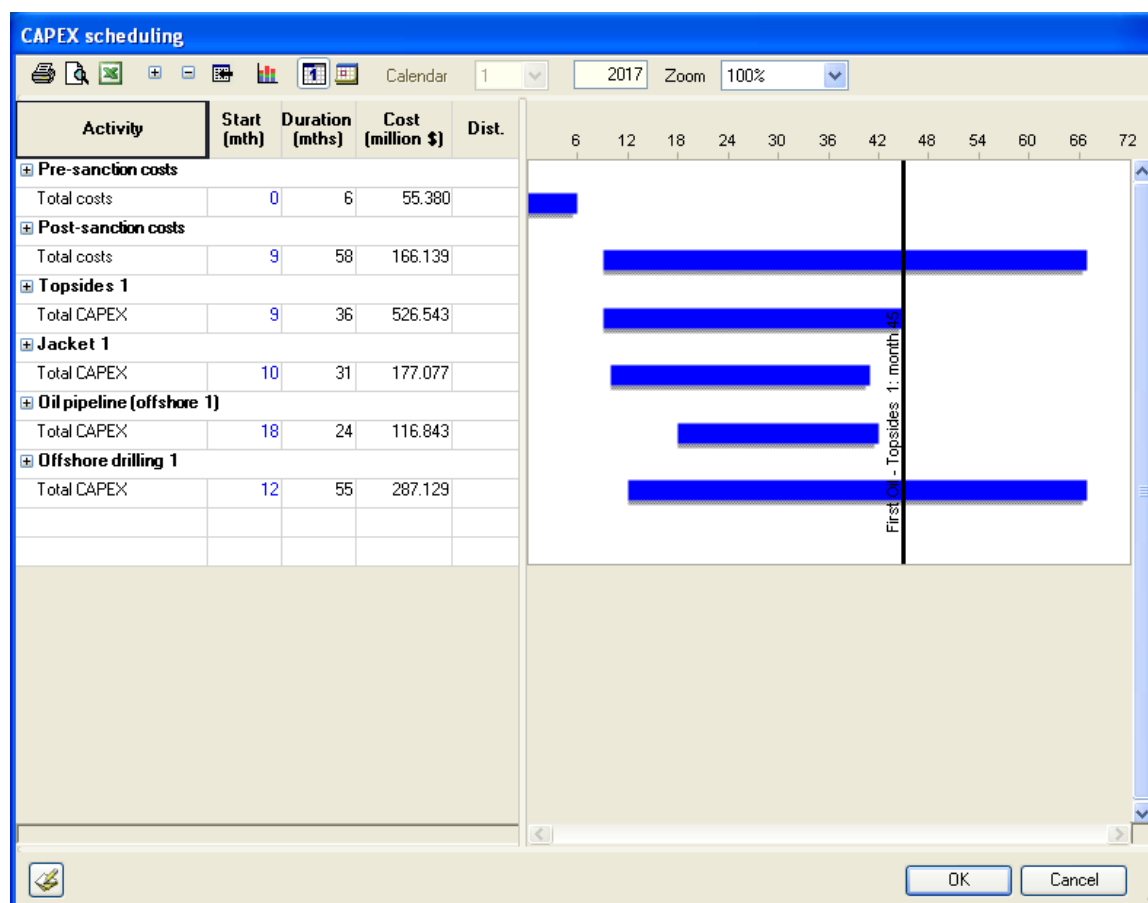 CAPEX scheduling
Calendar 1 2017 Zoom 100%
Activity Start (mth) Duration (mths) Cost (million $) Dist.
6 12 18 24 30 36 42 48 54 60 66 72
Pre-sanction costs
Total costs 0 6 55.380
Post-sanction costs
Total costs 9 58 166.139
Topsides 1
Total CAPEX 9 36 526.543
Jacket 1
Total CAPEX 10 31 177.077
Oil pipeline (offshore 1)
Total CAPEX 18 24 116.843
Offshore drilling 1
Total CAPEX 12 55 287.129
First Oil - Topsides 1: month 45
OK Cancel